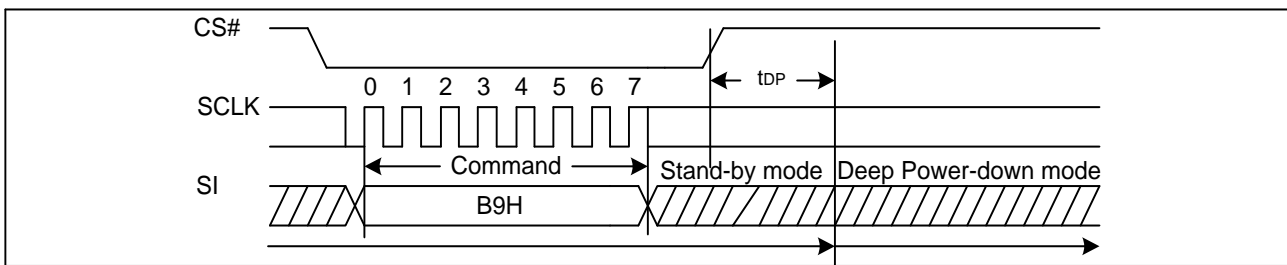 CS#
tDP
0 1 2 3 4 5 6 7
SCLK
Command
Stand-by mode Deep Power-down mode
SI
B9H